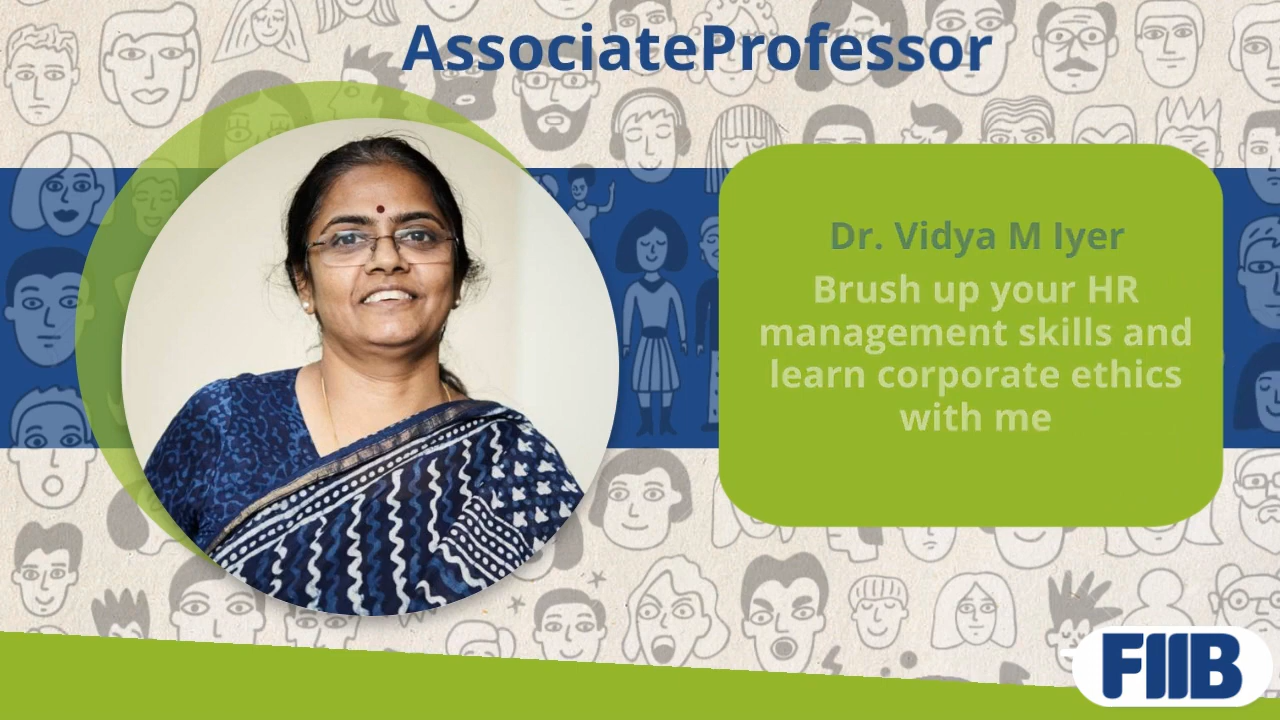 AssociateProfessor
Dr. Vidya M Iyer
Brush up your HR
management skills and
learn corporate ethics
with me
FIIB